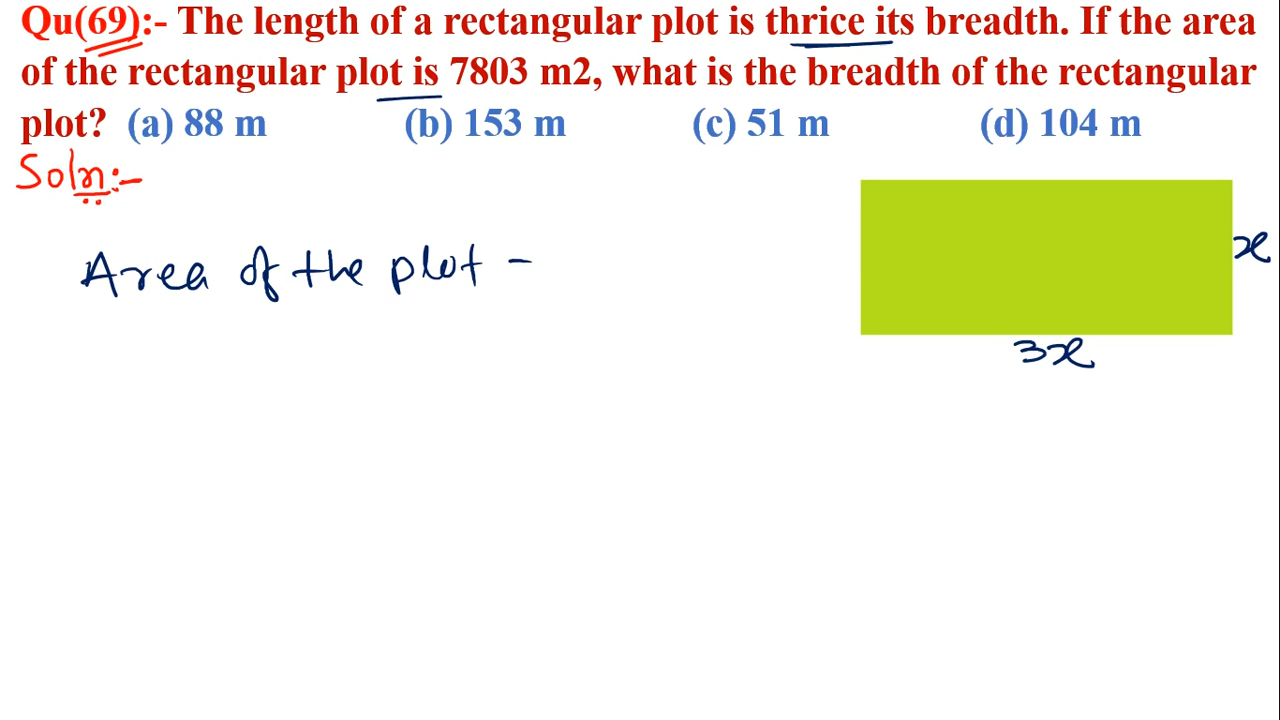 Qu(69):- The length of a rectangular plot is thrice its breadth. If the area
of the rectangular plot is 7803 m2, what is the breadth of the rectangular
plot? (a) 88 m (b) 153 m (c) 51 m (d) 104 m
Soln:-
x
Area of the plot -
3x